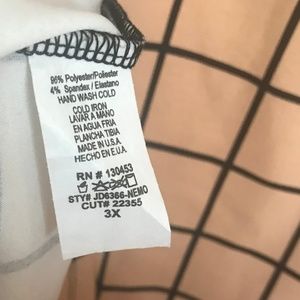 96% Polyester/Poliester
4% Spandex / Elastano
HAND WASH COLD
COLD IRON
LAVAR A MANO
EN AGUA FRIA
PLANCHA TIBIA
MADE IN U.S.A.
HECHO EN E.U.A.
RN # 130453
STY# JD6366-NEMO
CUT# 22355
3X